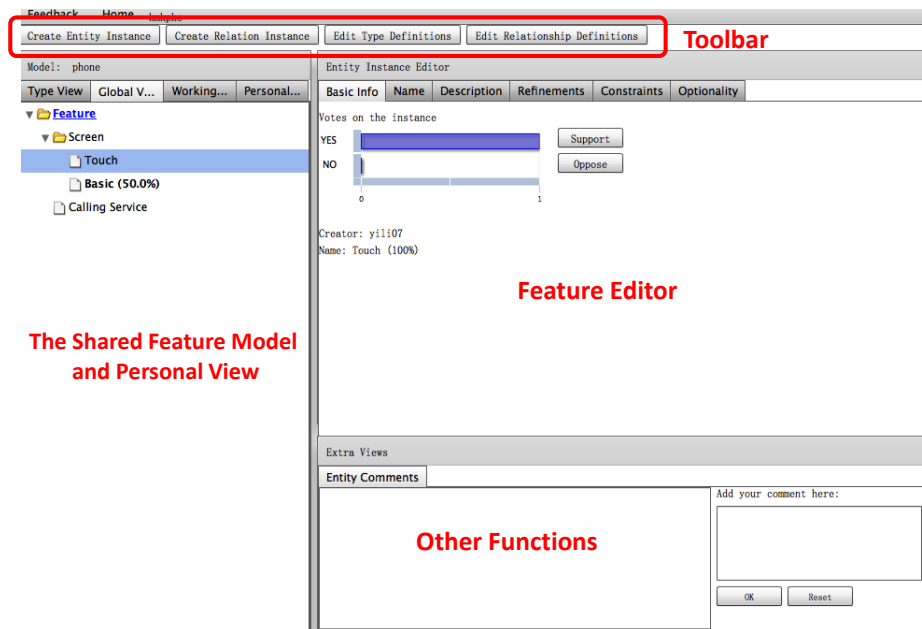 Feedback Home
Create Entity Instance Create Relation Instance Edit Type Definitions Edit Relationship Definitions
Toolbar
Model: phone
Type View Global V... Working... Personal...
Feature
Screen
Touch
Basic (50.0%)
Calling Service
The Shared Feature Model
and Personal View
Entity Instance Editor
Basic Info Name Description Refinements Constraints Optionality
Votes on the instance
YES
Support
NO
Oppose
0 1
Creator: yili07
Name: Touch (100%)
Feature Editor
Extra Views
Entity Comments
Other Functions
Add your comment here:
OK Reset